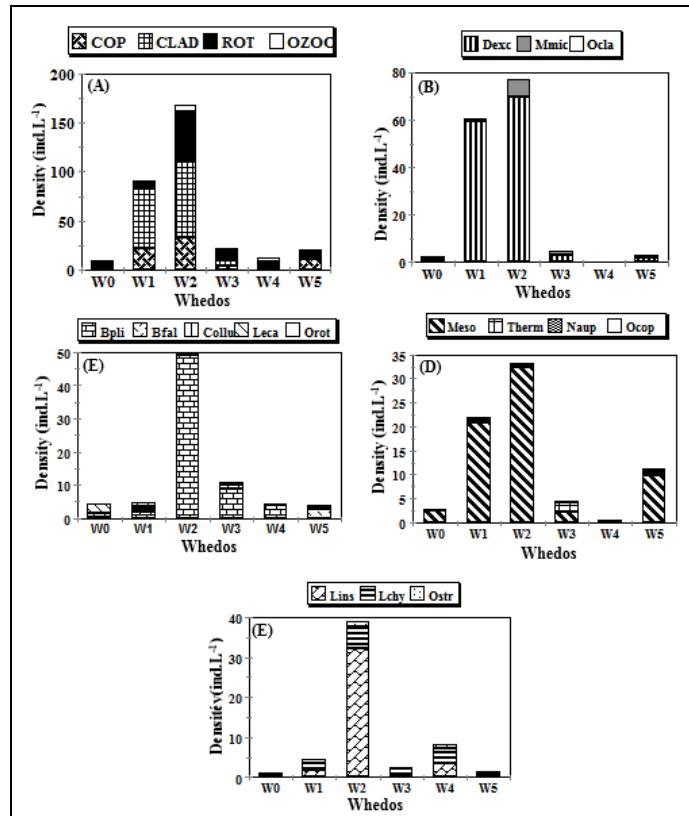 COP CLAD ROT OZOC
(A)
Density (ind.L⁻¹)
200
150
100
50
0
W0 W1 W2 W3 W4 W5
Whedos
Dexc Mmic Ocla
(B)
Density (ind.L⁻¹)
80
60
40
20
0
W0 W1 W2 W3 W4 W5
Whedos
Bpli Bfal Collu Leca Orot
(E)
Density (ind.L⁻¹)
50
40
30
20
10
0
W0 W1 W2 W3 W4 W5
Whedos
Meso Therm Naup Ocop
(D)
Density (ind.L⁻¹)
35
30
25
20
15
10
5
0
W0 W1 W2 W3 W4 W5
Whedos
Lins Lchy Ostr
(E)
Densitév(ind.L⁻¹)
40
30
20
10
0
W0 W1 W2 W3 W4 W5
Whedos